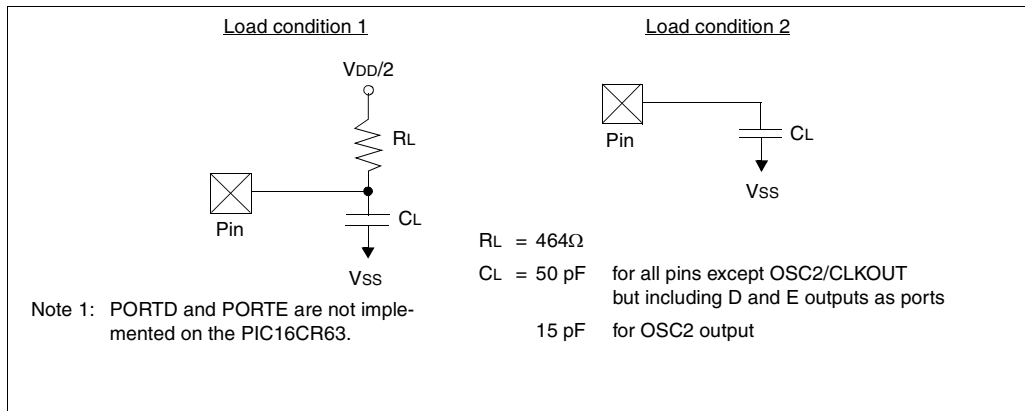 Load condition 1
VDD/2
RL
Pin
CL
VSS
Note 1: PORTD and PORTE are not imple-
mented on the PIC16CR63.
Load condition 2
Pin
CL
VSS
RL = 464Ω
CL = 50 pF for all pins except OSC2/CLKOUT
but including D and E outputs as ports
15 pF for OSC2 output